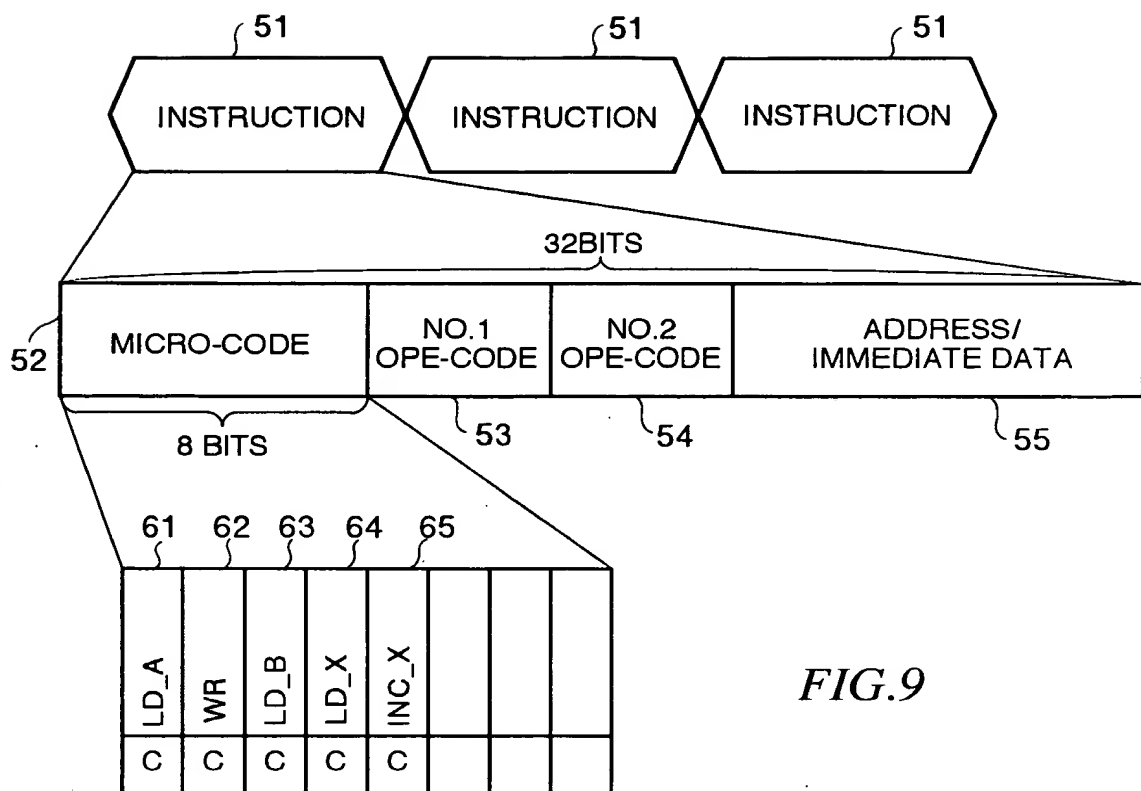 51 51 51
INSTRUCTION INSTRUCTION INSTRUCTION
32BITS
52 MICRO-CODE
NO.1
OPE-CODE
NO.2
OPE-CODE
ADDRESS/
IMMEDIATE DATA
8 BITS
53 54 55
61 62 63 64 65
LD_A WR LD_B LD_X INC_X
C C C C C
FIG.9